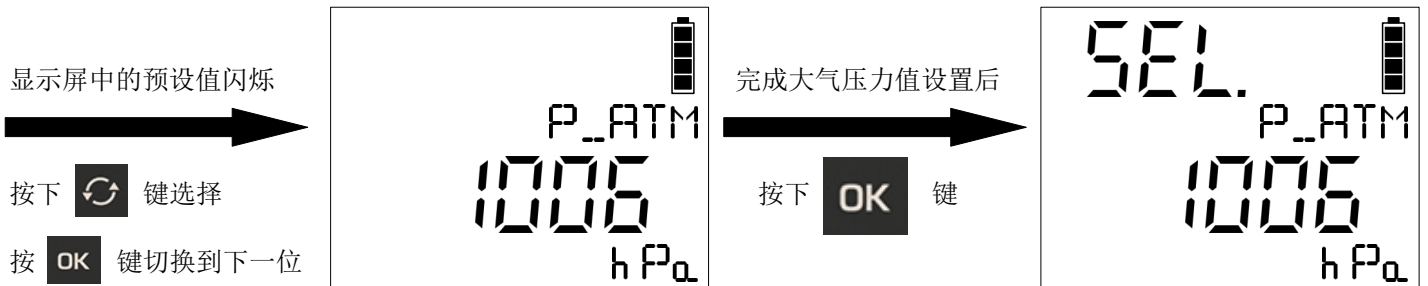 显示屏中的预设值闪烁
按下 键选择
按 OK 键切换到下一位
P_ATM
1006
hPa
完成大气压力值设置后
按下 OK 键
SEL.
P_ATM
1006
hPa